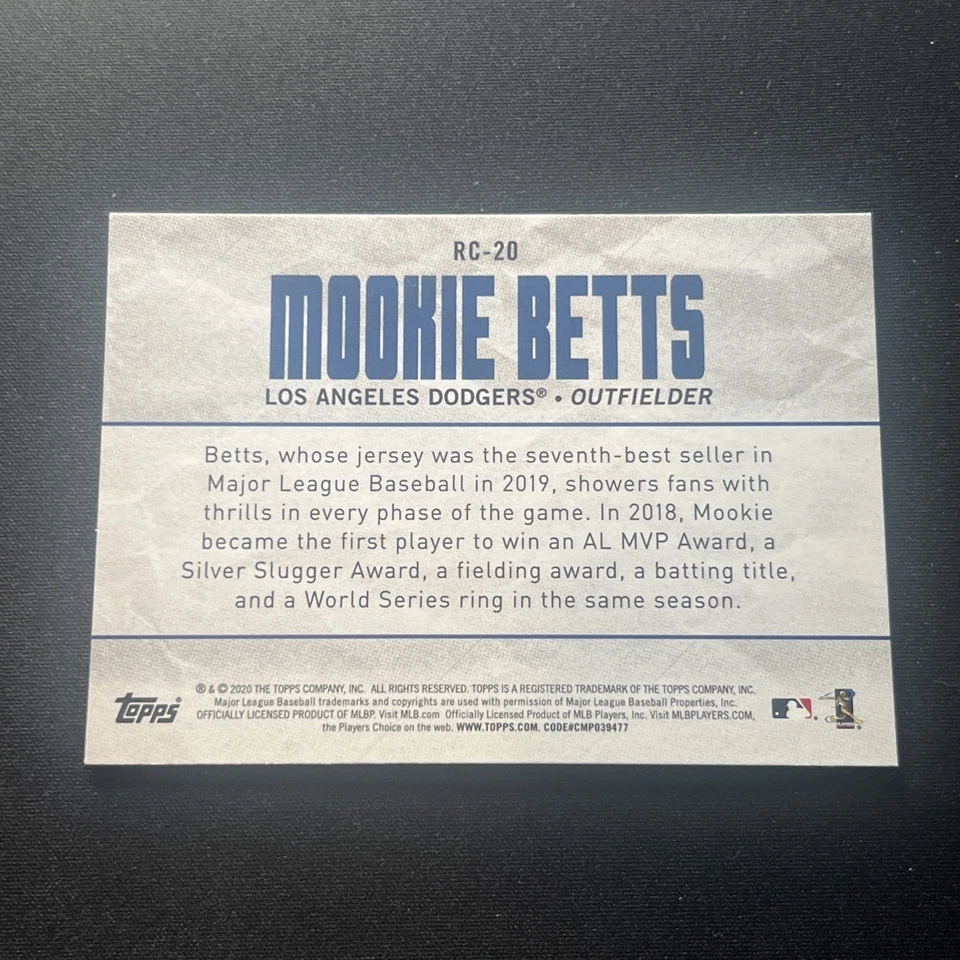 RC-20
MOOKIE BETTS
LOS ANGELES DODGERS® • OUTFIELDER
Betts, whose jersey was the seventh-best seller in
Major League Baseball in 2019, showers fans with
thrills in every phase of the game. In 2018, Mookie
became the first player to win an AL MVP Award, a
Silver Slugger Award, a fielding award, a batting title,
and a World Series ring in the same season.
Topps
® & © 2020 THE TOPPS COMPANY, INC. ALL RIGHTS RESERVED. TOPPS IS A REGISTERED TRADEMARK OF THE TOPPS COMPANY, INC.
Major League Baseball trademarks and copyrights are used with permission of Major League Baseball Properties, Inc.
OFFICIALLY LICENSED PRODUCT OF MLBP. Visit MLB.com Officially Licensed Product of MLB Players, Inc. Visit MLBPLAYERS.COM,
the Players Choice on the web. WWW.TOPPS.COM. CODE#CMP039477
PLAYERS